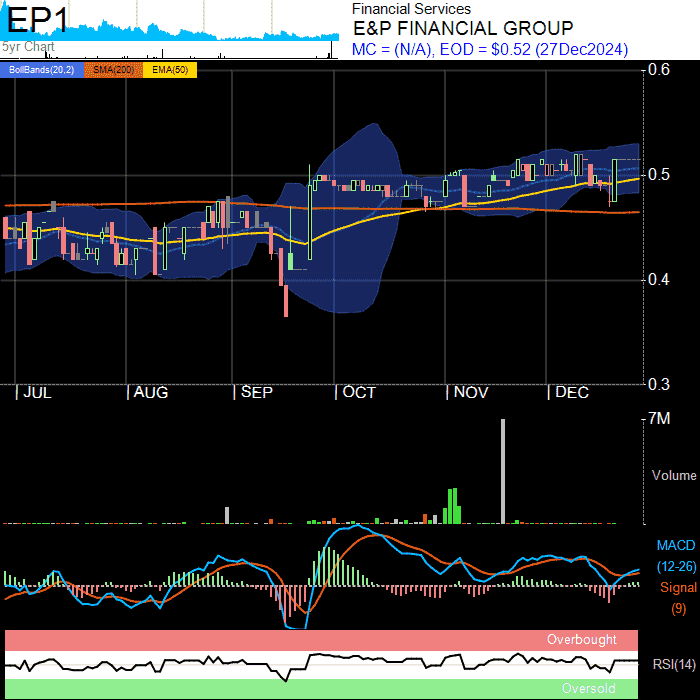 EP1
5yr Chart
Financial Services
E&P FINANCIAL GROUP
MC = (N/A), EOD = $0.52 (27Dec2024)
BollBands(20,2) SMA(200) EMA(50)
0.6
0.5
0.4
0.3
JUL AUG SEP OCT NOV DEC
7M
Volume
MACD
(12-26)
Signal
(9)
Overbought
RSI(14)
Oversold